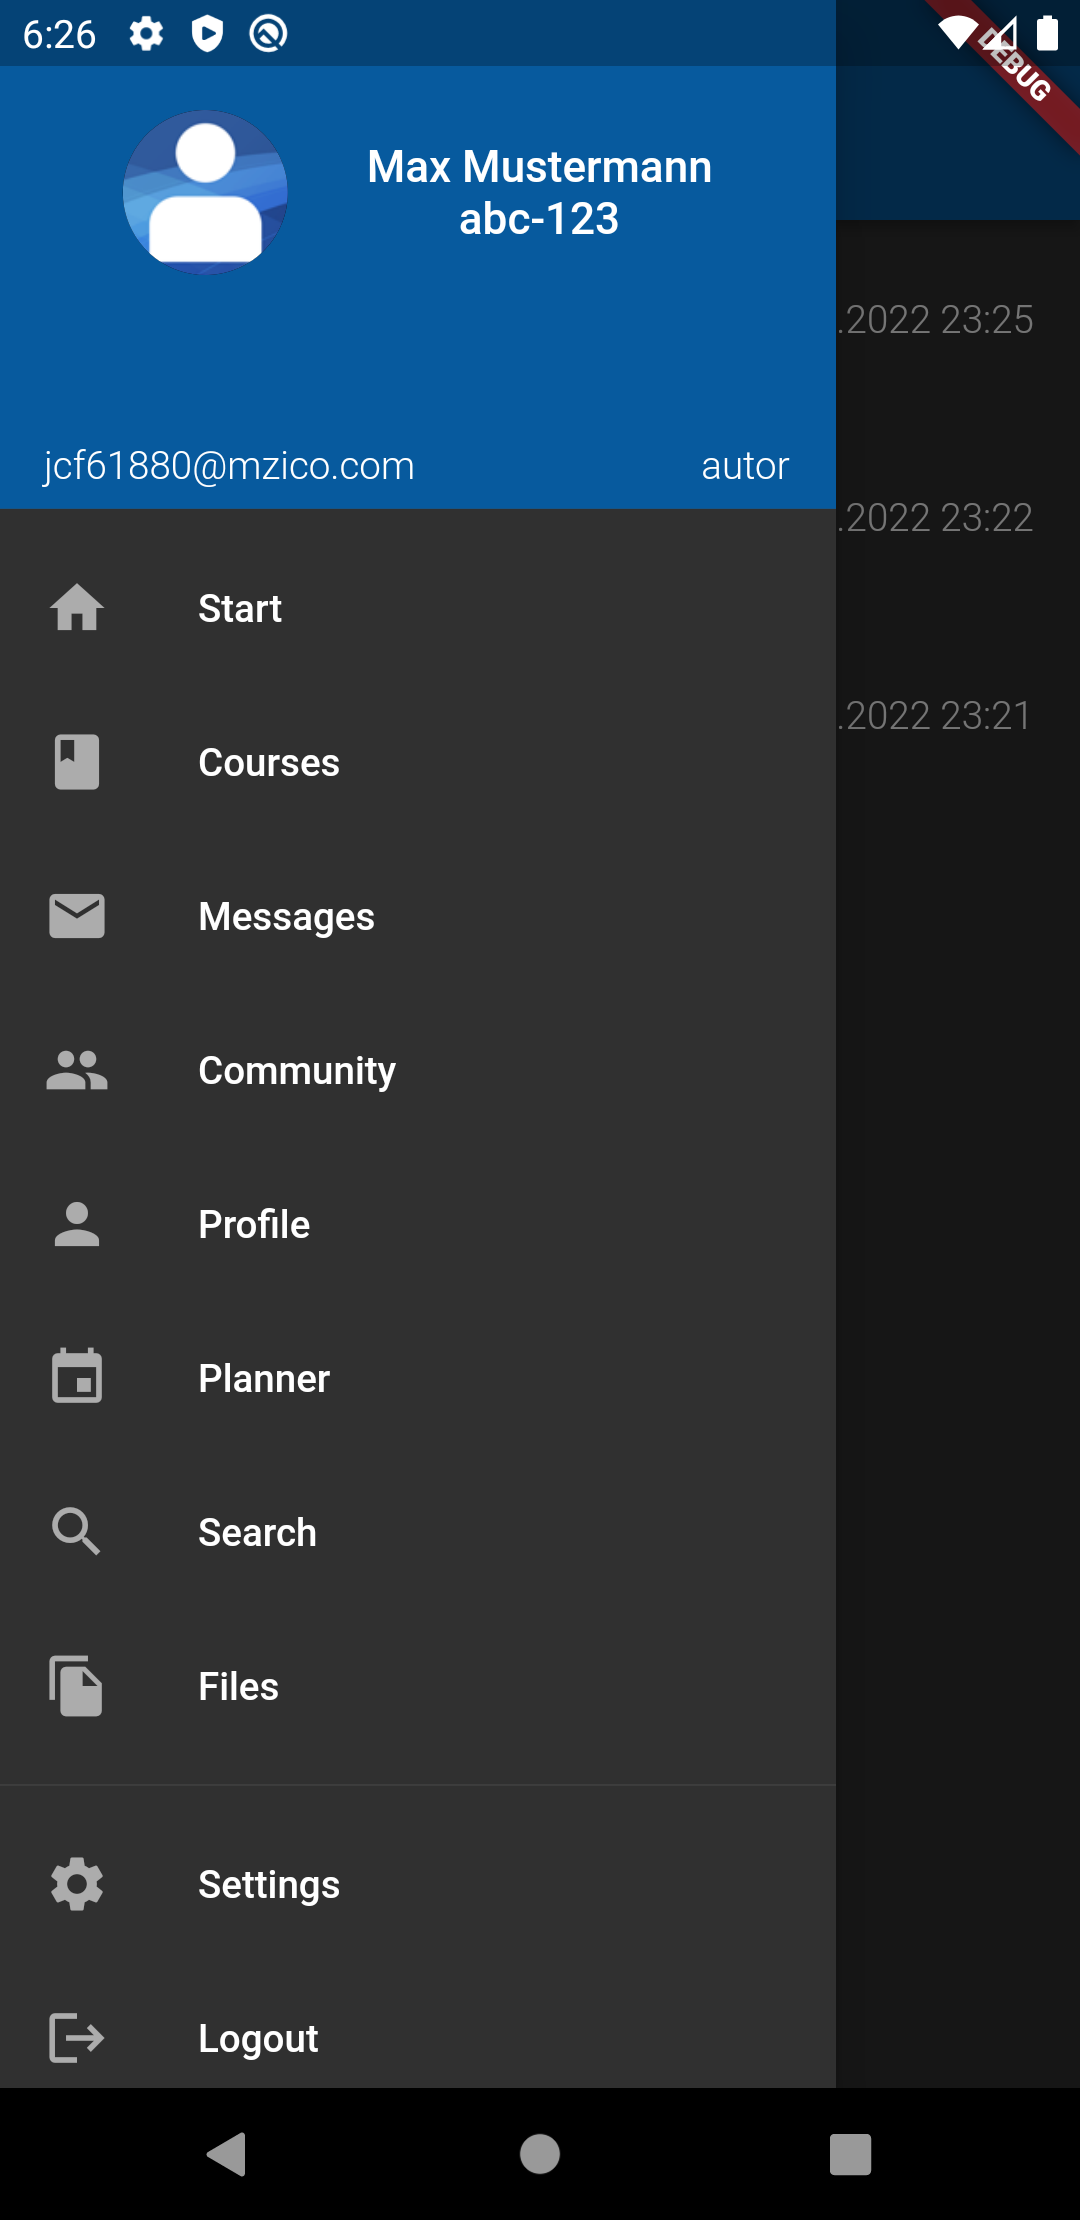 6:26
DEBUG
Max Mustermann
abc-123
jcf61880@mzico.com
autor
.2022 23:25
.2022 23:22
.2022 23:21
Start
Courses
Messages
Community
Profile
Planner
Search
Files
Settings
Logout